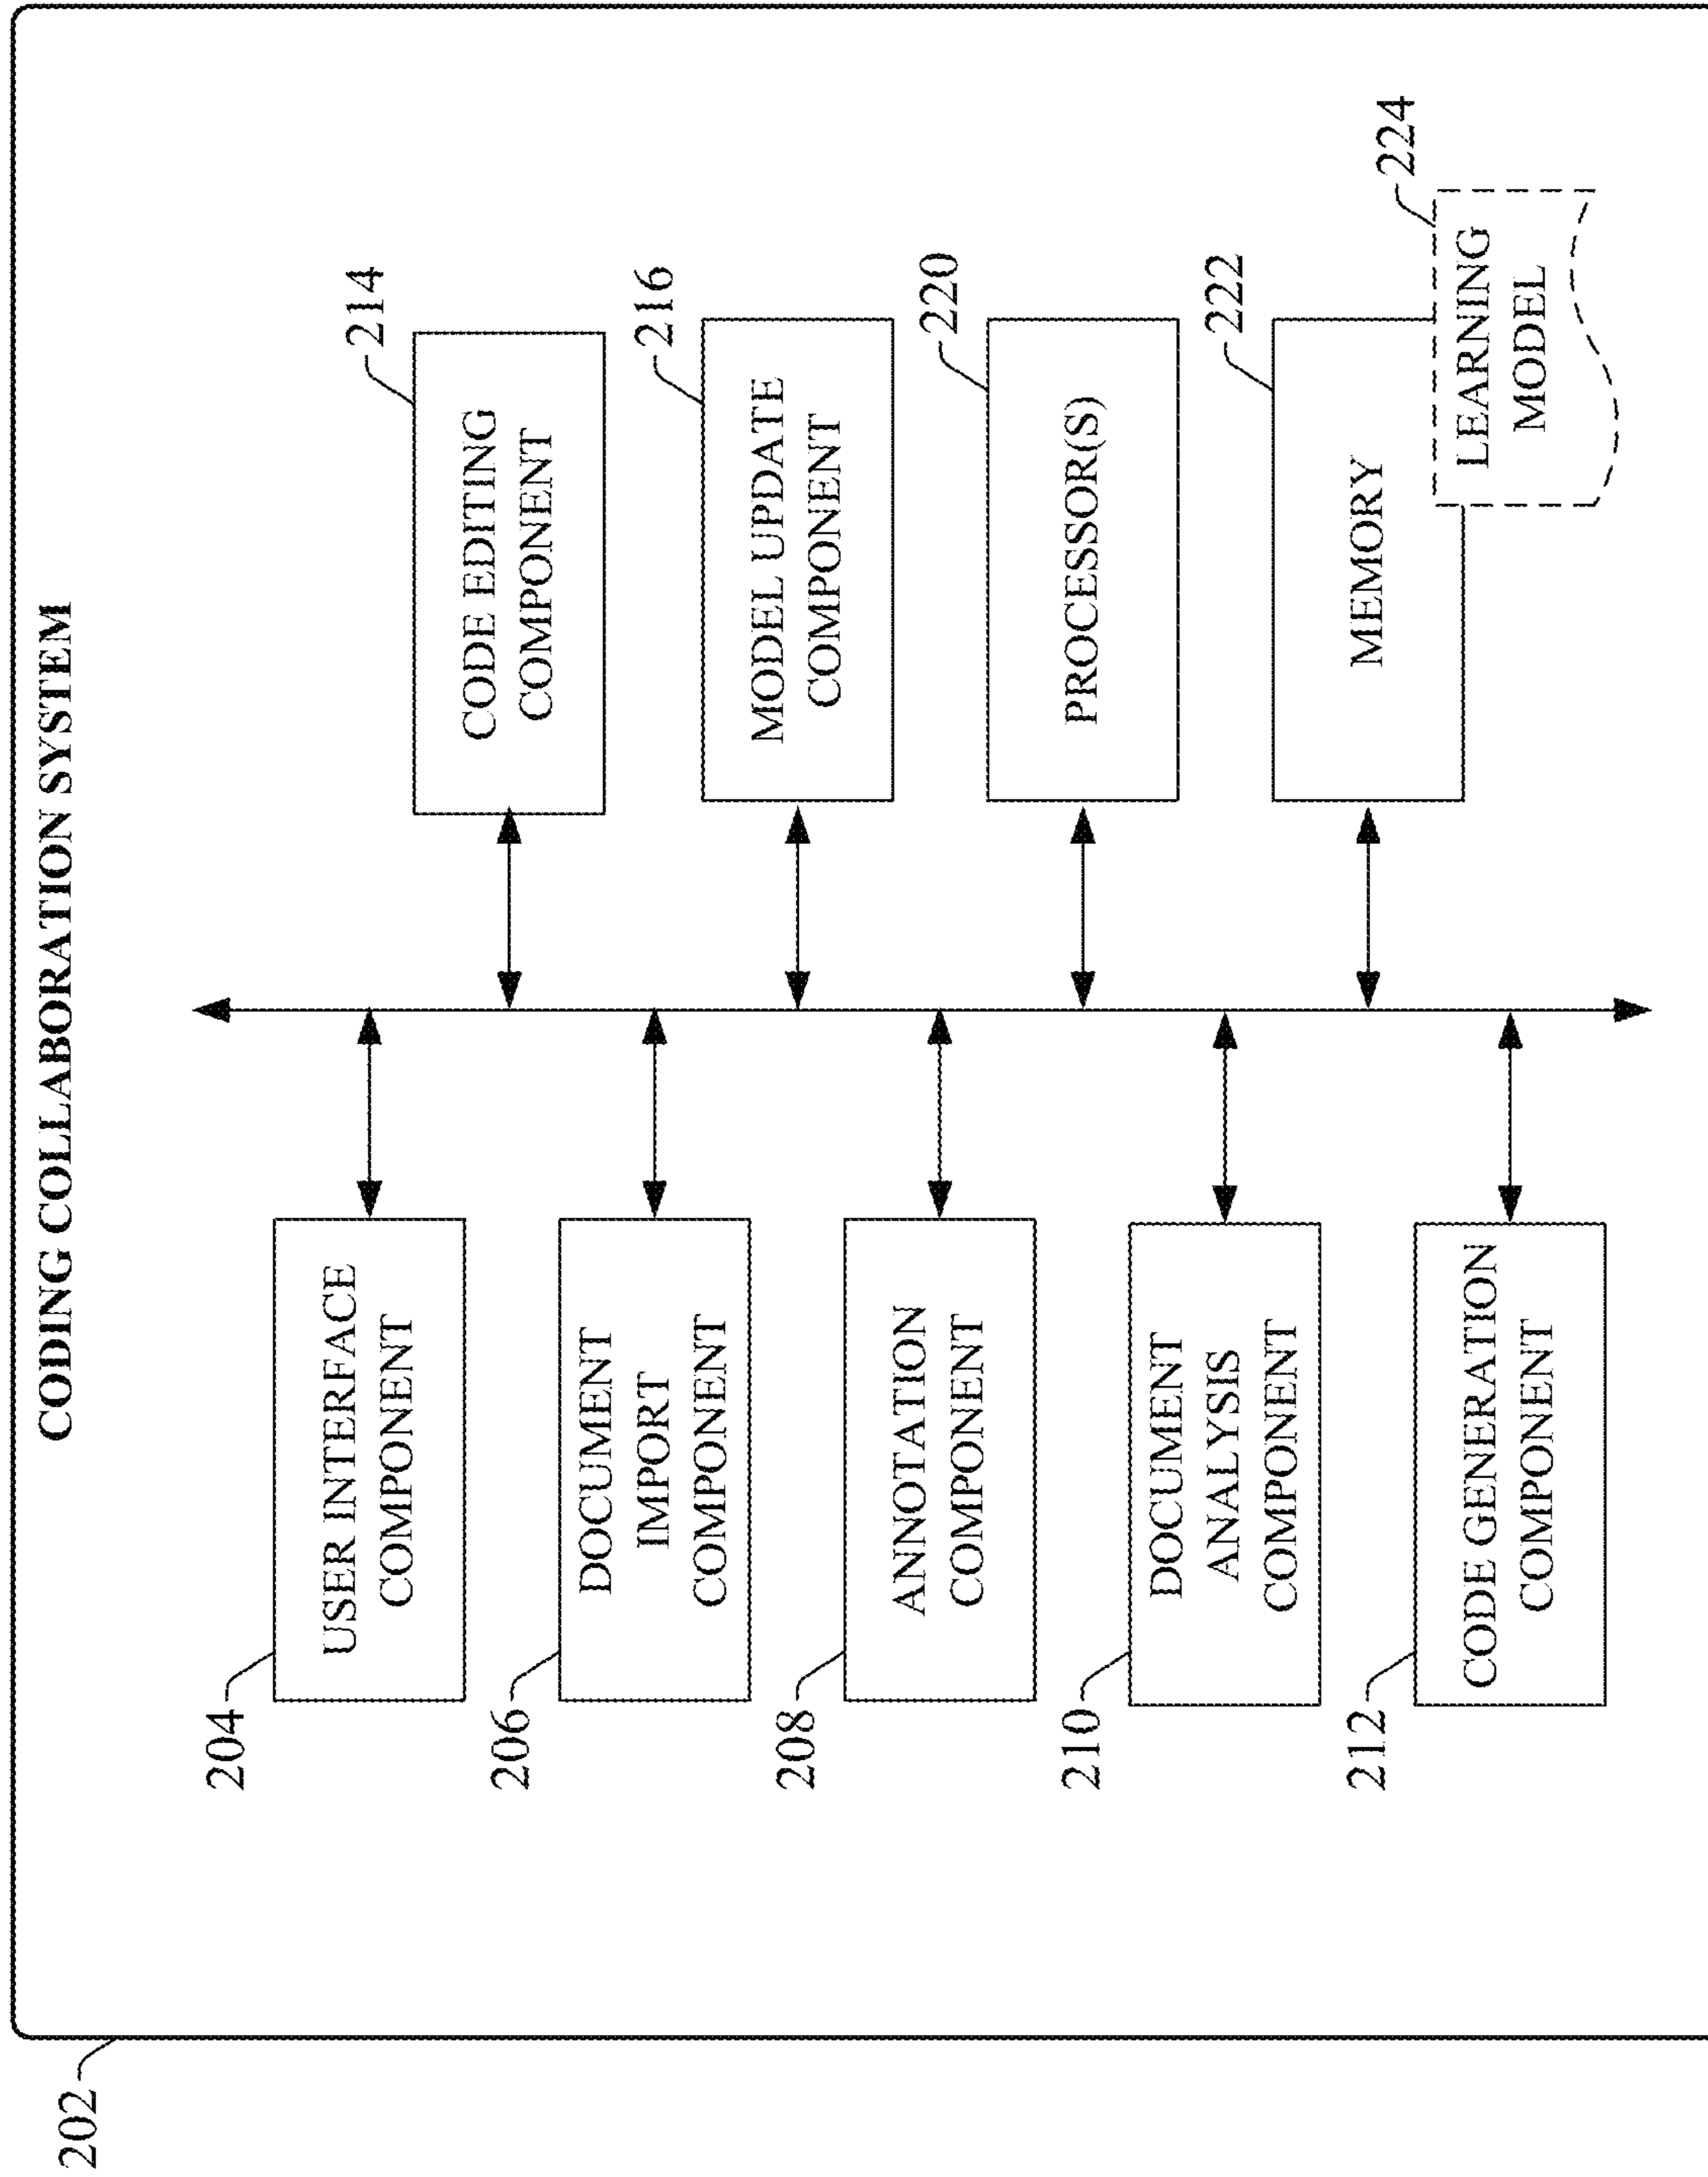 CODING COLLABORATION SYSTEM
202
204
USER INTERFACE
COMPONENT
206
DOCUMENT
IMPORT
COMPONENT
208
ANNOTATION
COMPONENT
210
DOCUMENT
ANALYSIS
COMPONENT
212
CODE GENERATION
COMPONENT
214
CODE EDITING
COMPONENT
216
MODEL UPDATE
COMPONENT
220
PROCESSOR(S)
222
MEMORY
224
LEARNING
MODEL